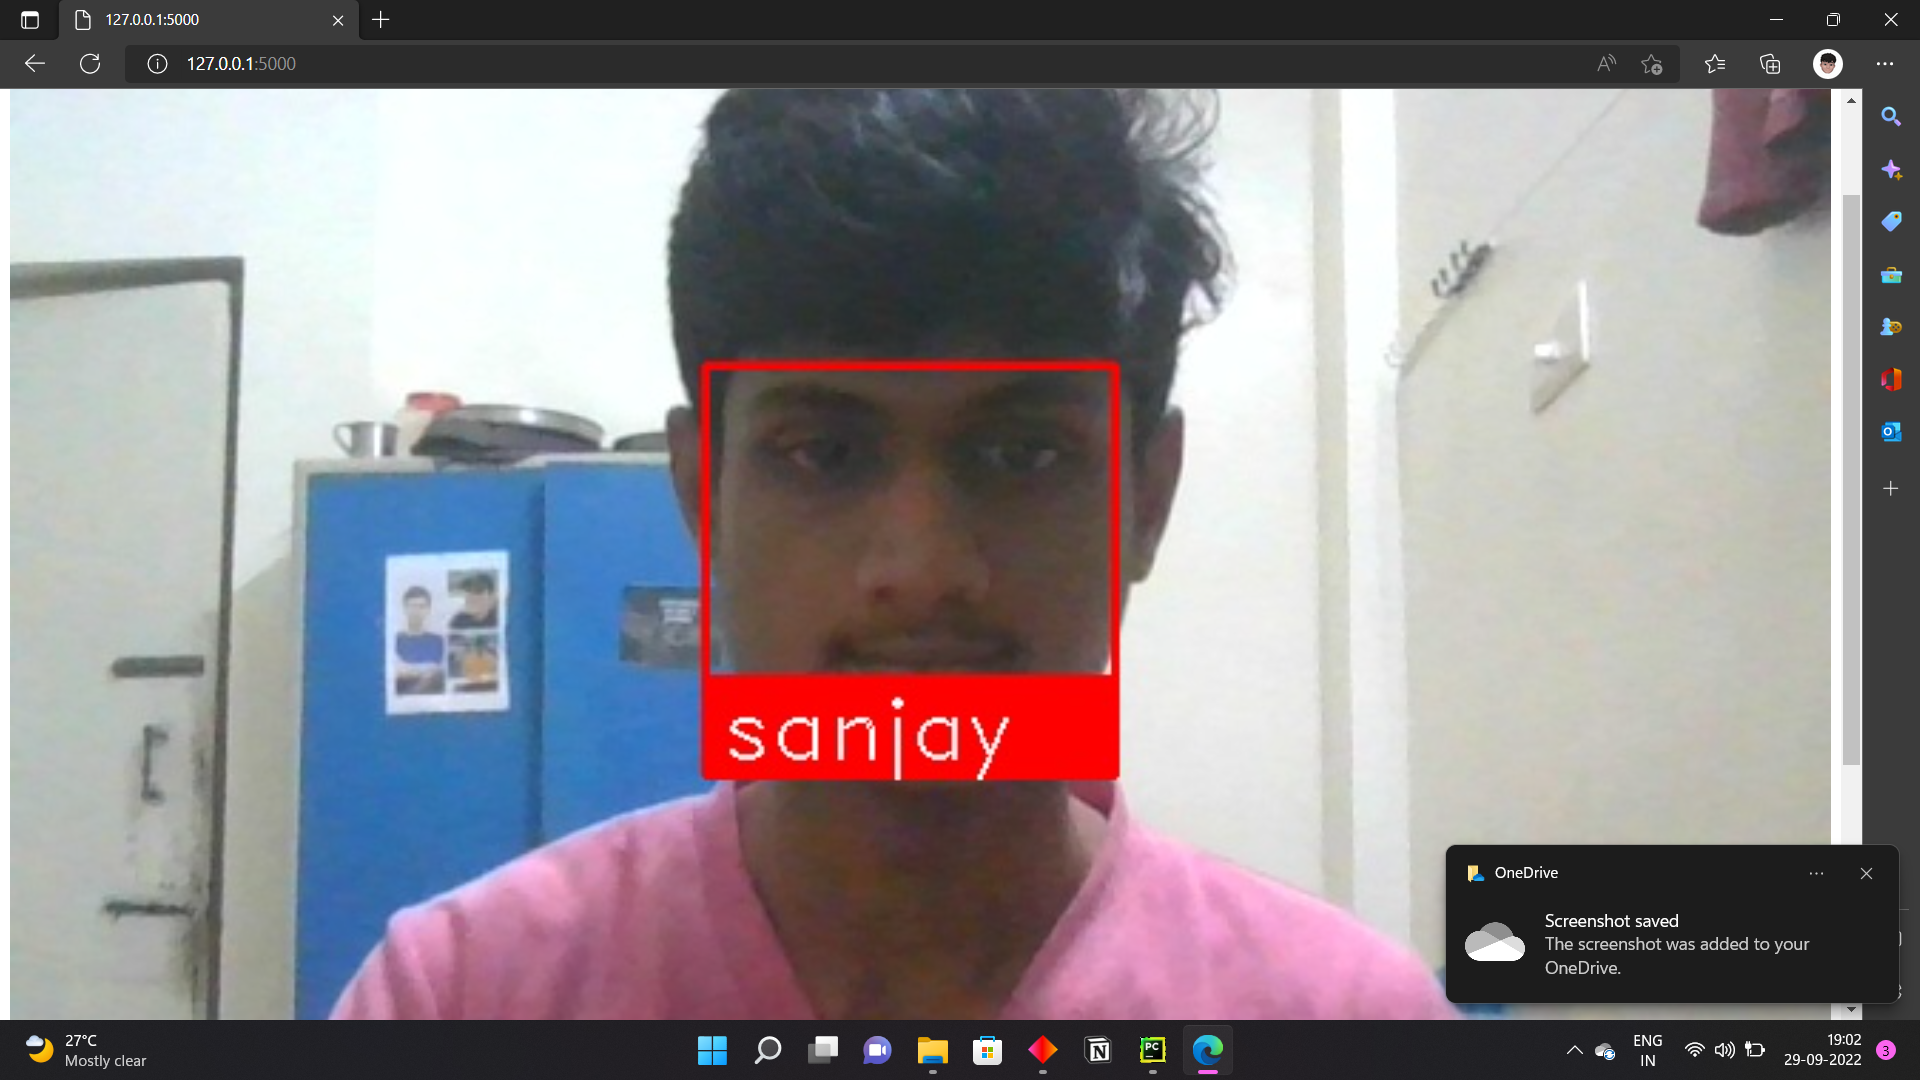 127.0.0.1:5000
127.0.0.1:5000
sanjay
OneDrive
Screenshot saved
The screenshot was added to your
OneDrive.
27°C
Mostly clear
PC
ENG
IN
19:02
29-09-2022
3